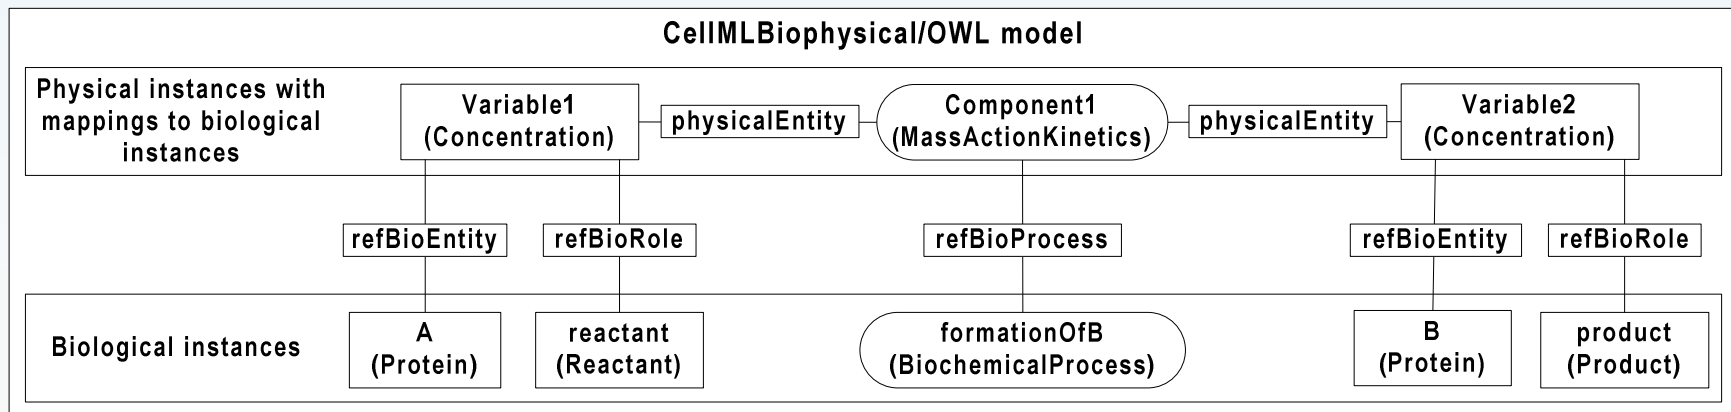 CellMLBiophysical/OWL model
Physical instances with
mappings to biological
instances
Variable1
(Concentration)
physicalEntity
Component1
(MassActionKinetics)
physicalEntity
Variable2
(Concentration)
refBioEntity
refBioRole
refBioProcess
refBioEntity
refBioRole
Biological instances
A
(Protein)
reactant
(Reactant)
formationOfB
(BiochemicalProcess)
B
(Protein)
product
(Product)